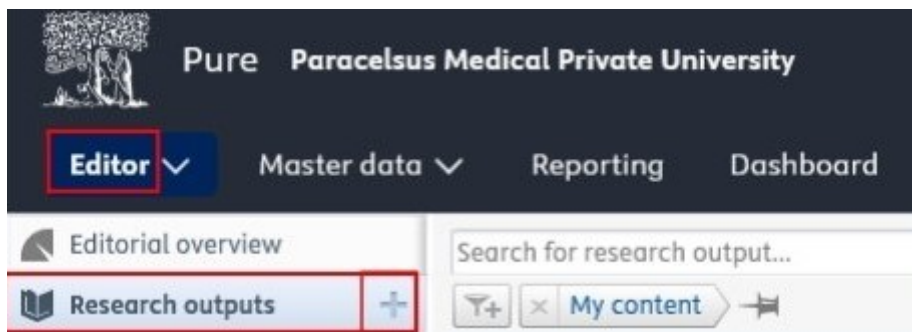 Pure Paracelsus Medical Private University
Editor Master data Reporting Dashboard
Editorial overview
Search for research output...
Research outputs +
My content